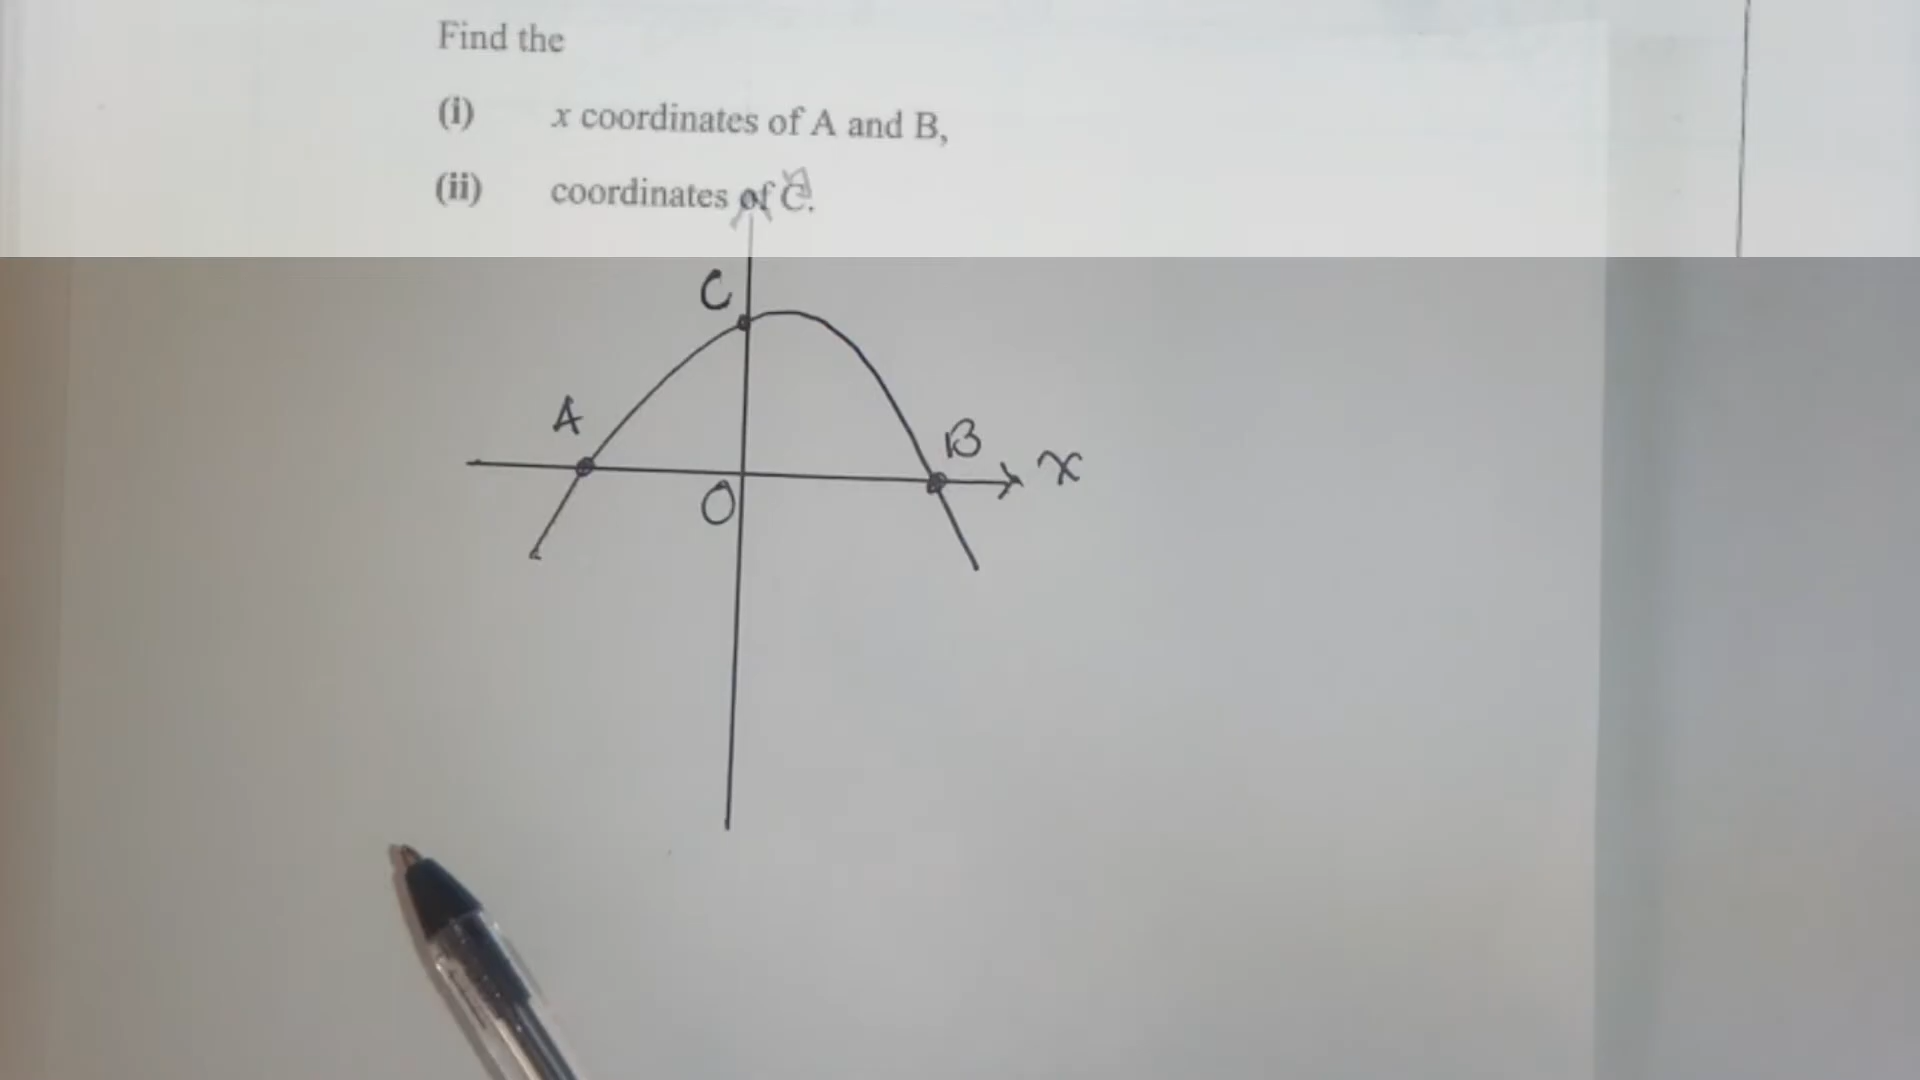 Find the
(i) x coordinates of A and B,
(ii) coordinates of C.
C
A
B
x
O